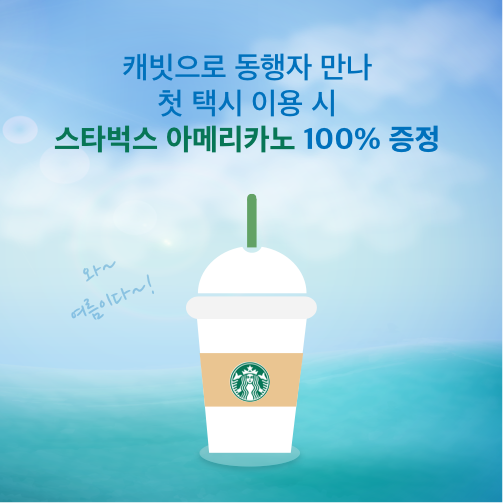 캐빗으로 동행자 만나
첫 택시 이용 시
스타벅스 아메리카노 100% 증정
와~
여름이다~!